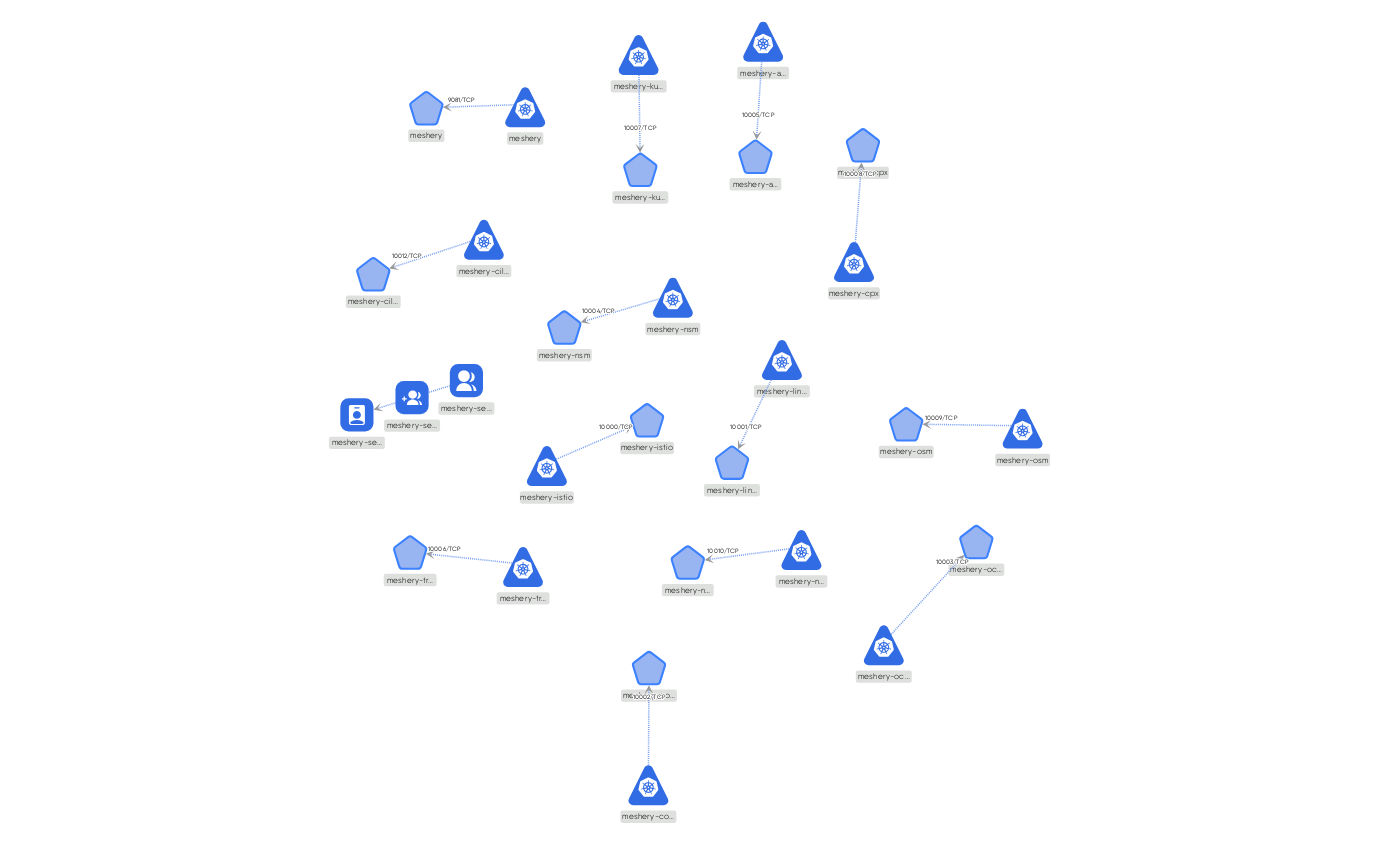 meshery-a...
meshery-ku...
9081/TCP
meshery
meshery
10007/TCP
10005/TCP
meshery-ku...
meshery-a...
10008/TCP
meshery-cpx
10012/TCP
meshery-cil...
meshery-cil...
10004/TCP
meshery-nsm
meshery-nsm
meshery-lin...
meshery-se...
meshery-se...
meshery-se...
10000/TCP
meshery-istio
meshery-istio
10001/TCP
meshery-lin...
10009/TCP
meshery-osm
meshery-osm
10006/TCP
meshery-tr...
meshery-tr...
10010/TCP
meshery-n...
meshery-n...
10003/TCP
meshery-oc...
meshery-oc...
10002/TCP
meshery-co...